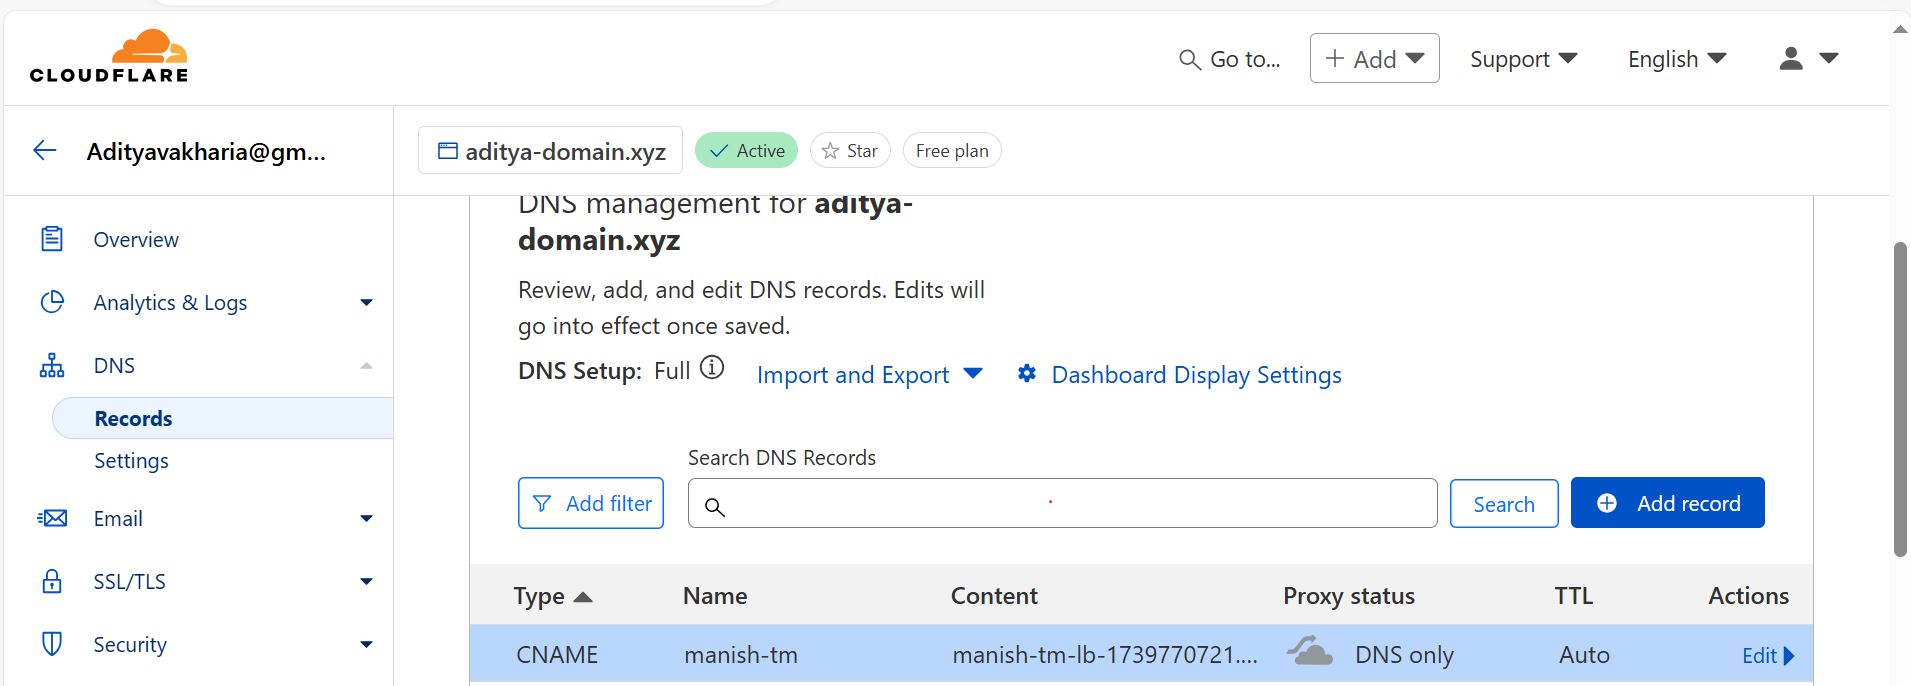 CLOUDFLARE
Go to...
Add
Support
English
Adityavakharia@gm...
aditya-domain.xyz
Active
Star
Free plan
Overview
Analytics & Logs
DNS
Records
Settings
Email
SSL/TLS
Security
DNS management for aditya-
domain.xyz
Review, add, and edit DNS records. Edits will
go into effect once saved.
DNS Setup: Full
Import and Export
Dashboard Display Settings
Search DNS Records
Add filter
Search
Add record
Type Name Content Proxy status TTL Actions
CNAME manish-tm manish-tm-lb-1739770721.... DNS only Auto Edit